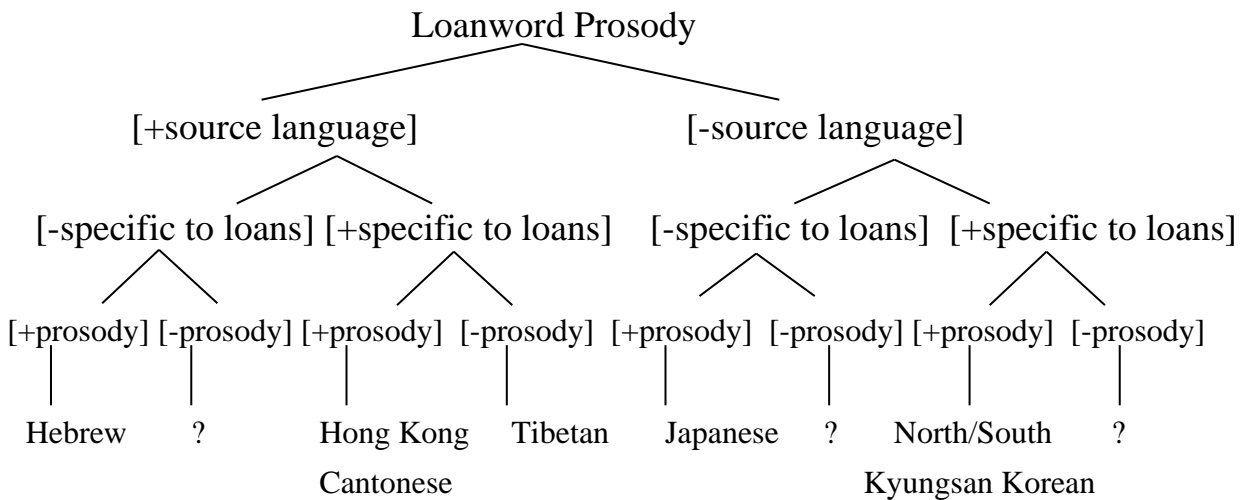 Loanword Prosody
[+source language] [-source language]
[-specific to loans] [+specific to loans] [-specific to loans] [+specific to loans]
[+prosody] [-prosody] [+prosody] [-prosody] [+prosody] [-prosody] [+prosody] [-prosody]
Hebrew ? Hong Kong Tibetan Japanese ? North/South ?
Cantonese Kyungsan Korean